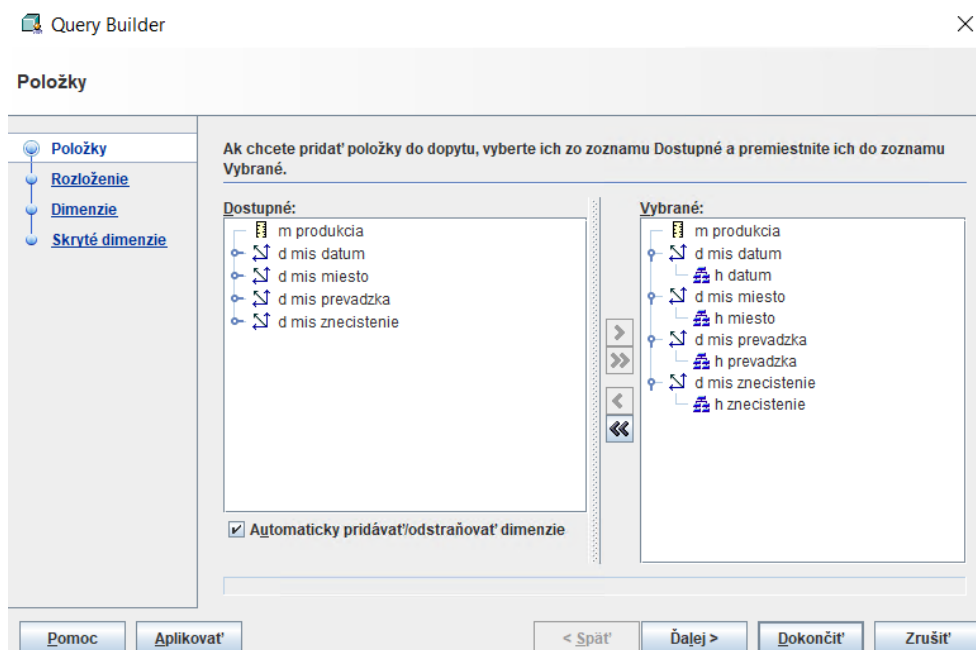 Query Builder
Položky
Položky
Rozloženie
Dimenzie
Skryté dimenzie
Ak chcete pridať položky do dopytu, vyberte ich zo zoznamu Dostupné a premiestnite ich do zoznamu
Vybrané.
Dostupné:
m produkcia
d mis datum
d mis miesto
d mis prevadzka
d mis znecistenie
Automaticky pridávať/odstraňovať dimenzie
Vybrané:
m produkcia
d mis datum
h datum
d mis miesto
h miesto
d mis prevadzka
h prevadzka
d mis znecistenie
h znecistenie
Pomoc
Aplikovať
< Späť
Ďalej >
Dokončiť
Zrušiť